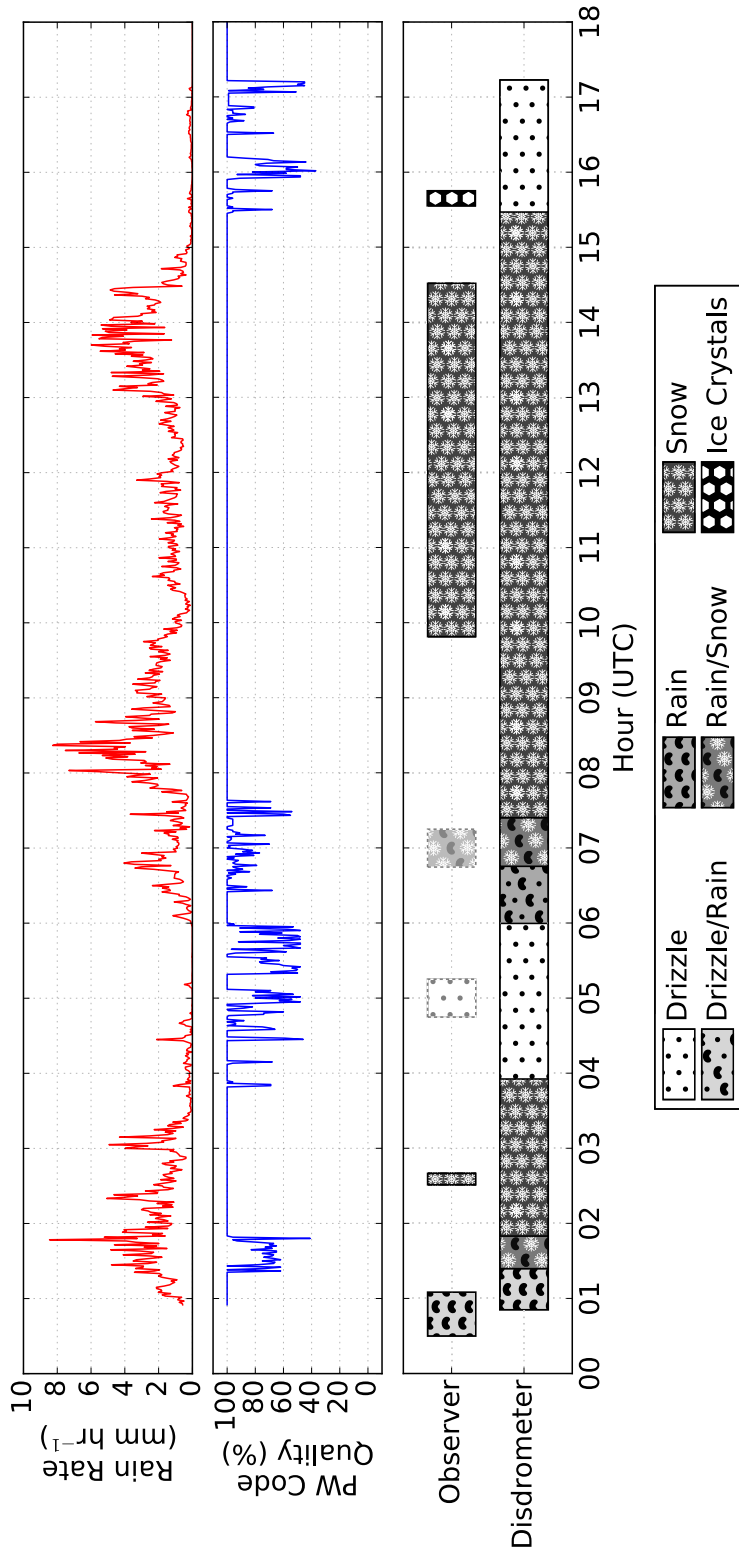 10
8
6
4
2
0
Rain Rate
(mm hr⁻¹)
100
80
60
40
20
0
PW Code
Quality (%)
Observer
Disdrometer
00 01 02 03 04 05 06 07 08 09 10 11 12 13 14 15 16 17 18
Hour (UTC)
Drizzle Rain Snow
Drizzle/Rain Rain/Snow Ice Crystals